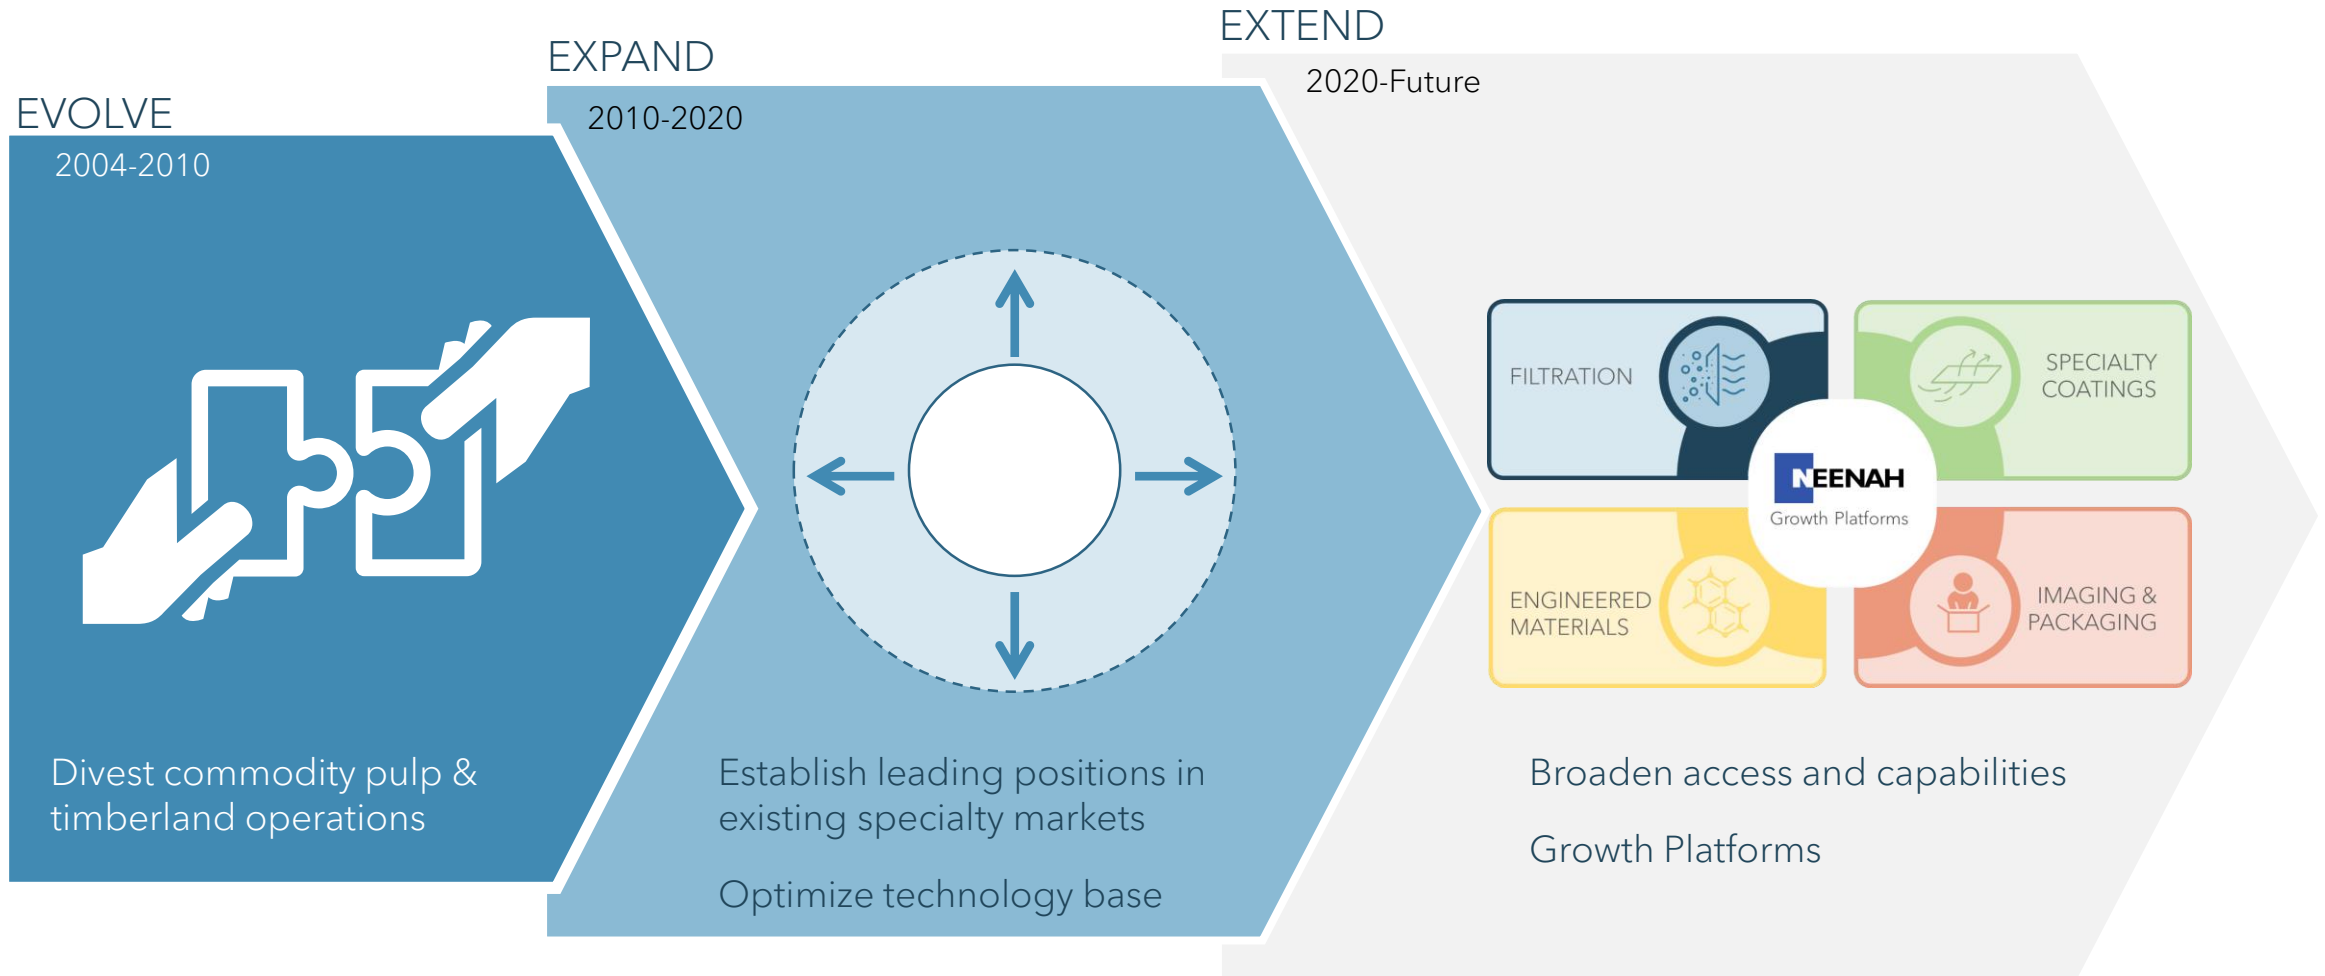 EVOLVE
2004-2010
Divest commodity pulp &
timberland operations
EXPAND
2010-2020
Establish leading positions in
existing specialty markets
Optimize technology base
EXTEND
2020-Future
FILTRATION
SPECIALTY
COATINGS
NEENAH
Growth Platforms
ENGINEERED
MATERIALS
IMAGING &
PACKAGING
Broaden access and capabilities
Growth Platforms